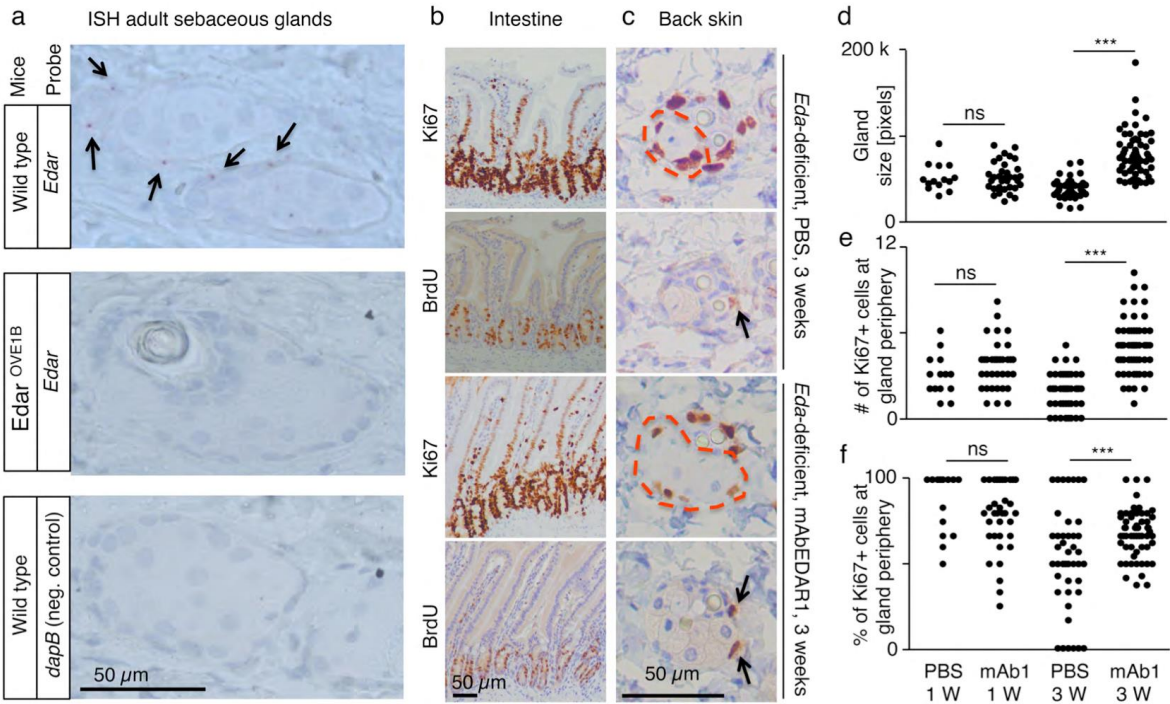 a
ISH adult sebaceous glands
Mice
Probe
Wild type
Edar
Edar OVE1B
Edar
Wild type
dapB (neg. control)
50 µm
b
Intestine
Ki67
BrdU
Ki67
BrdU
50 µm
c
Back skin
Eda-deficient, PBS, 3 weeks
Eda-deficient, mAbEDAR1, 3 weeks
50 µm
d
200 k
100 k
0
Gland
size [pixels]
ns
***
e
12
6
0
# of Ki67+ cells at
gland periphery
ns
***
f
100
50
0
% of Ki67+ cells at
gland periphery
ns
***
PBS
1 W
mAb1
1 W
PBS
3 W
mAb1
3 W